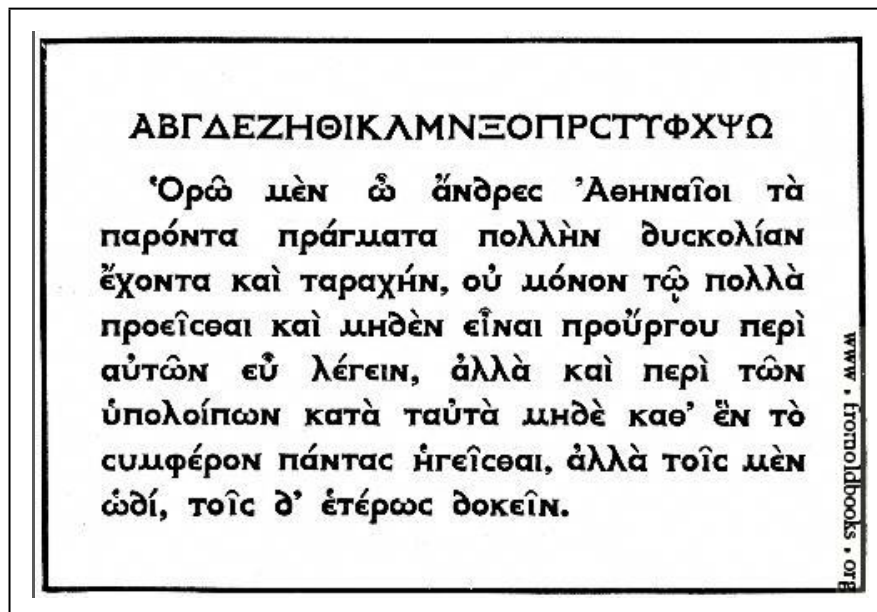 ΑΒΓΔΕΖΗΘΙΚΛΜΝΞΟΠΡϹΤΥΦΧΨΩ
Ὁρῶ μὲν ὦ ἄνδρες Ἀθηναῖοι τὰ
παρόντα πράγματα πολλὴν δυσκολίαν
ἔχοντα καὶ ταραχήν, οὐ μόνον τῷ πολλὰ
προεῖσθαι καὶ μηδὲν εἶναι προὔργου περὶ
αὐτῶν εὖ λέγειν, ἀλλὰ καὶ περὶ τῶν
ὑπολοίπων κατὰ ταὐτὰ μηδὲ καθ’ ἓν τὸ
συμφέρον πάντας ἡγεῖσθαι, ἀλλὰ τοῖς μὲν
ὡδί, τοῖς δ’ ἑτέρως δοκεῖν.
www.fromoldbooks.org